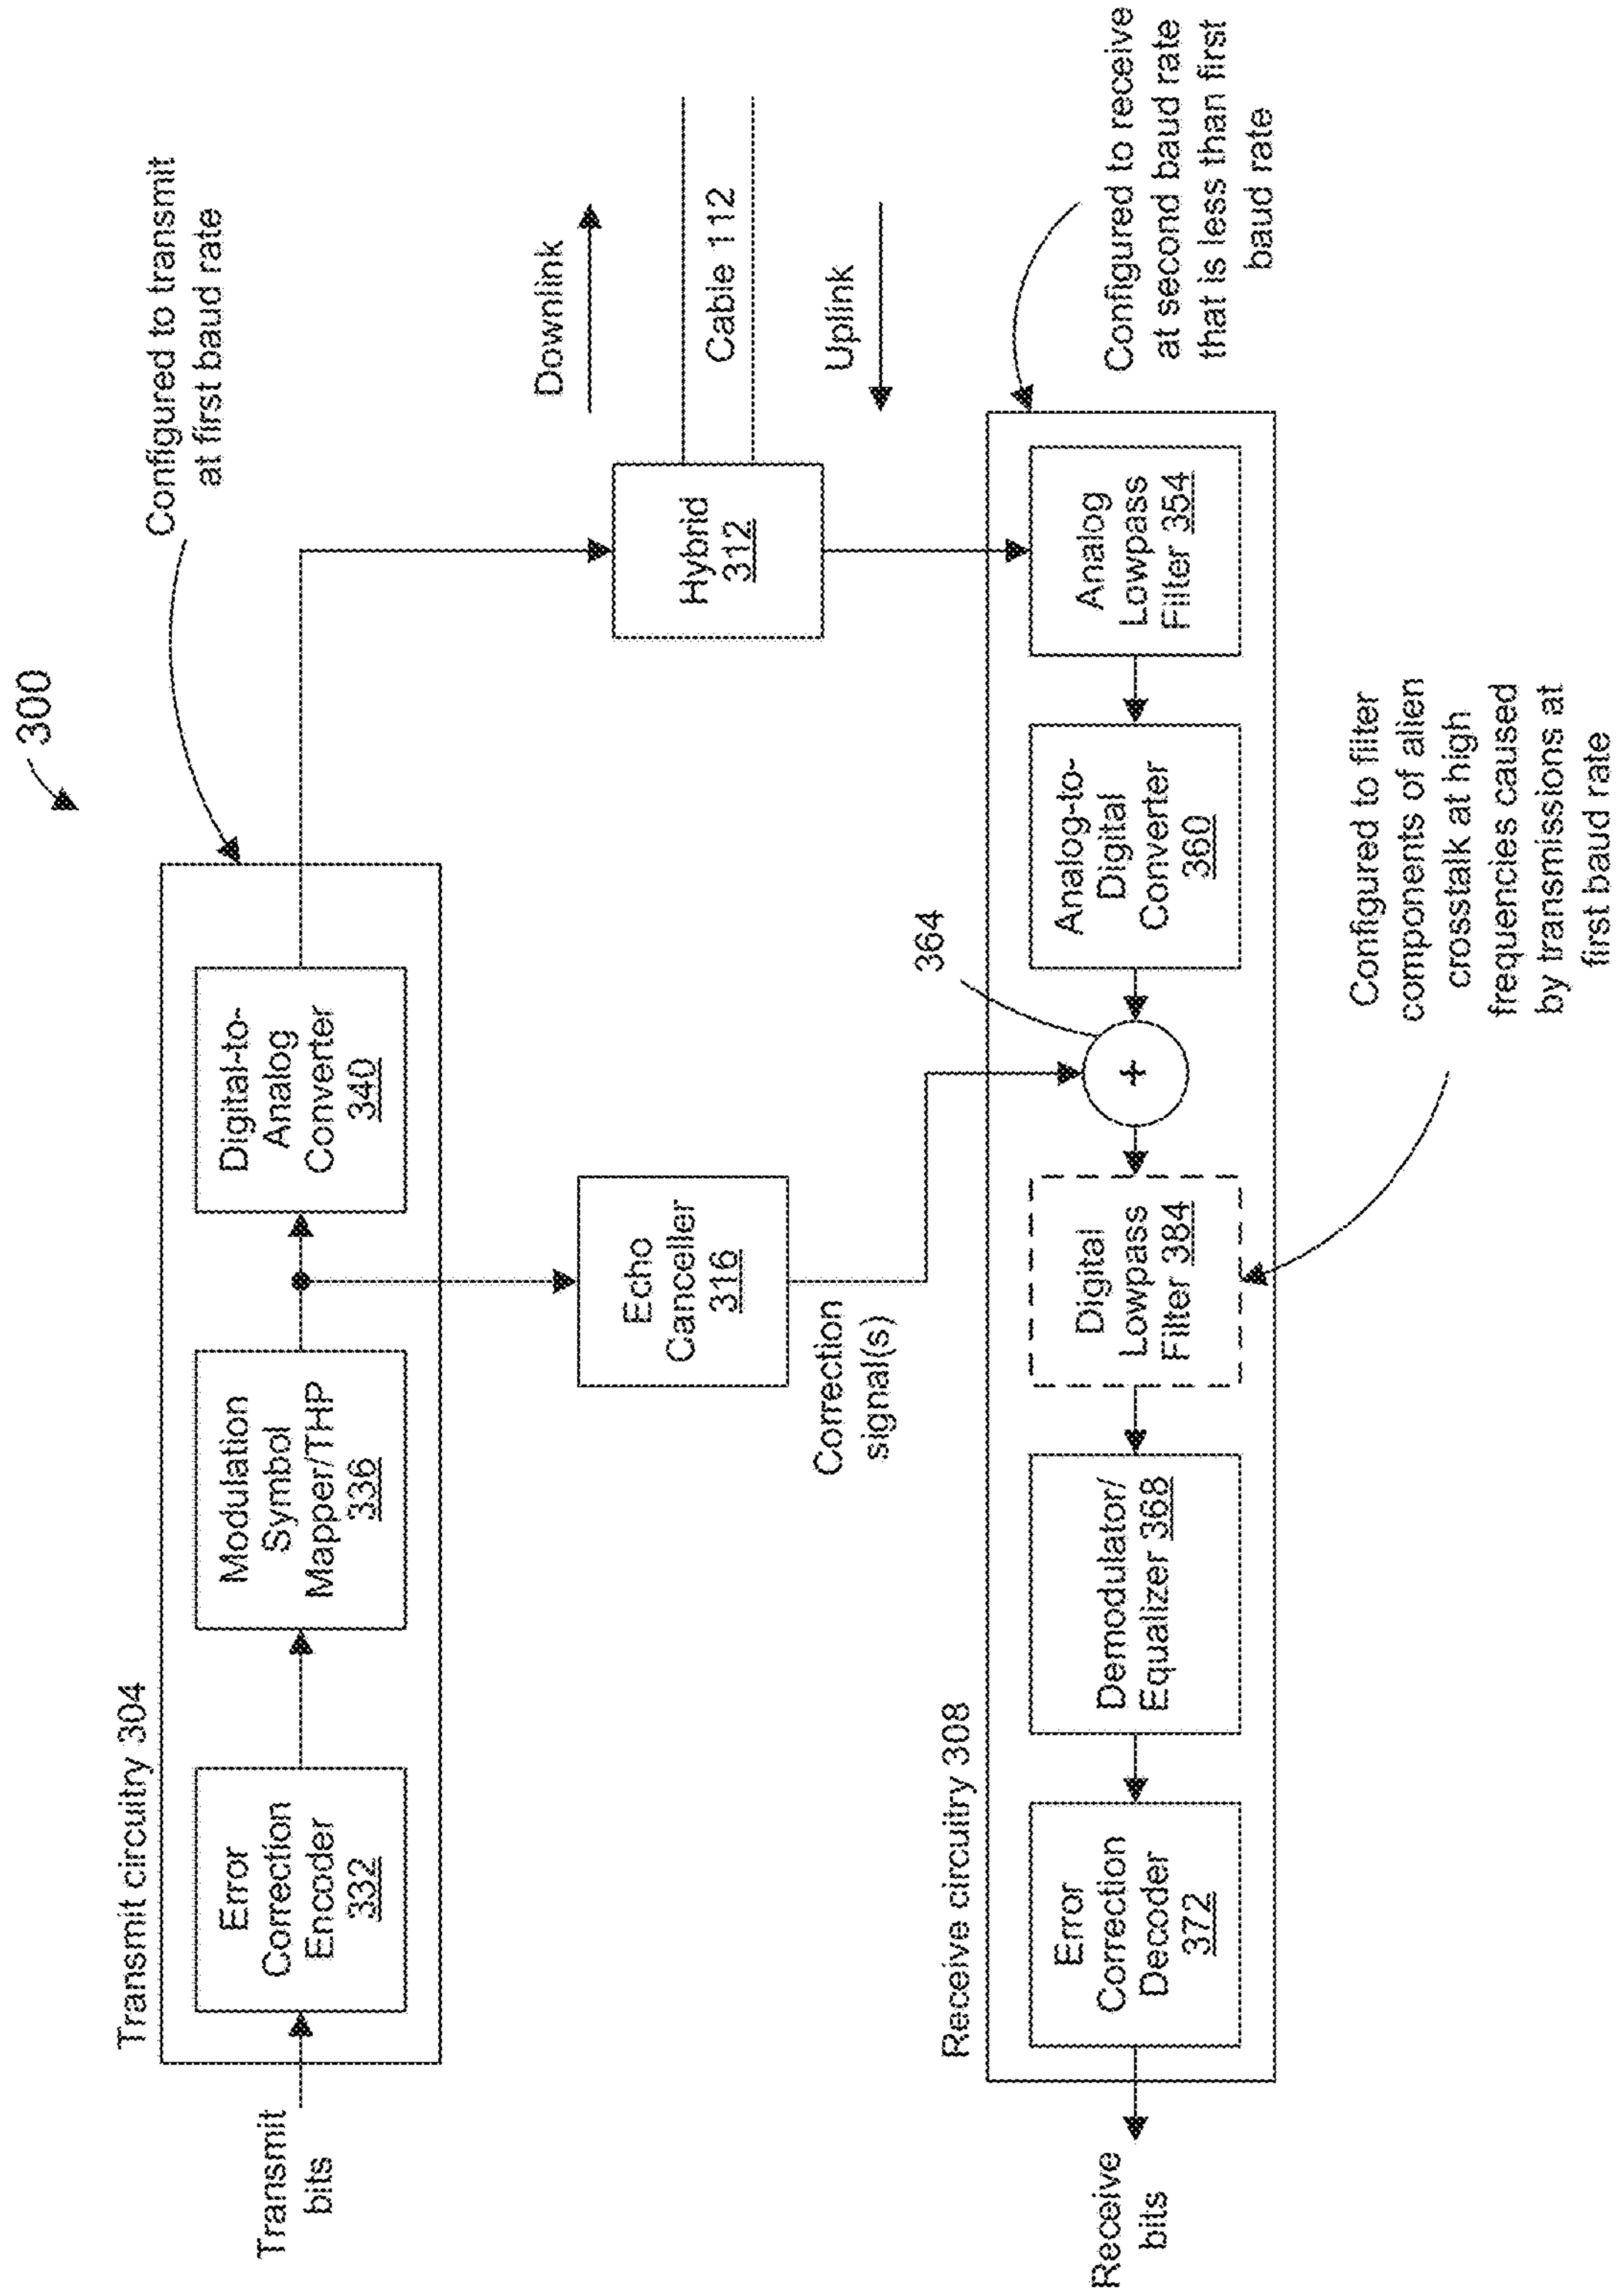 300
Transmit circuitry 304
Configured to transmit
at first baud rate
Transmit
bits
Error
Correction
Encoder
332
Modulation
Symbol
Mapper/THP
336
Digital-to-
Analog
Converter
340
Echo
Canceller
316
Correction
signal(s)
Hybrid
312
Downlink
Cable 112
Uplink
Receive circuitry 308
364
Configured to receive
at second baud rate
that is less than first
baud rate
Receive
bits
Error
Correction
Decoder
372
Demodulator/
Equalizer 368
Digital
Lowpass
Filter 384
+
Analog-to-
Digital
Converter
360
Analog
Lowpass
Filter 354
Configured to filter
components of alien
crosstalk at high
frequencies caused
by transmissions at
first baud rate